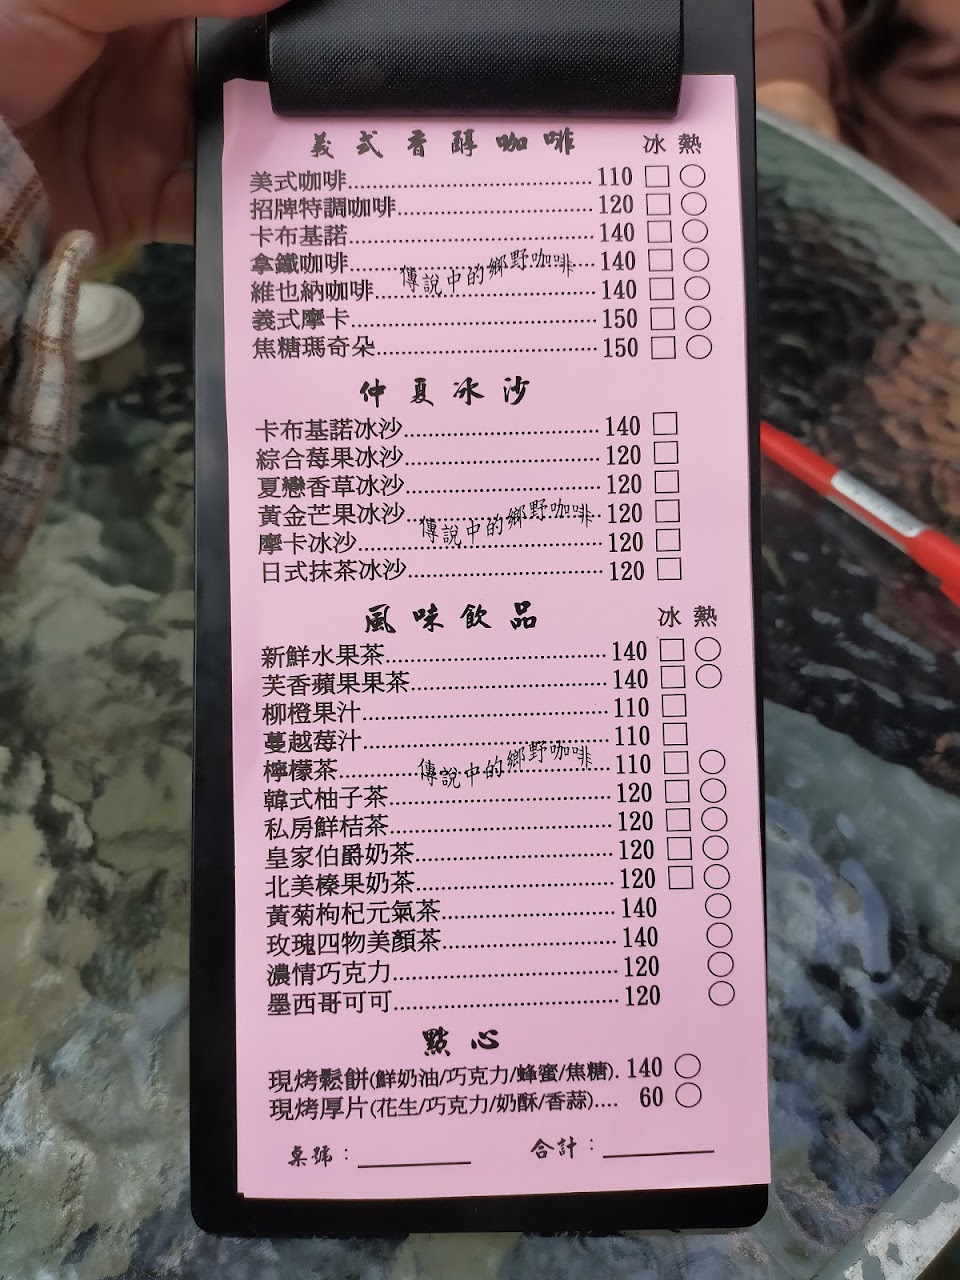 義式香醇咖啡 冰 熱
美式咖啡 110 □ ○
招牌特調咖啡 120 □ ○
卡布基諾 140 □ ○
拿鐵咖啡 140 □ ○
傳說中的鄉野咖啡
維也納咖啡 140 □ ○
義式摩卡 150 □ ○
焦糖瑪奇朵 150 □ ○
仲夏冰沙
卡布基諾冰沙 140 □
綜合莓果冰沙 120 □
夏戀香草冰沙 120 □
黃金芒果冰沙 120 □
傳說中的鄉野咖啡
摩卡冰沙 120 □
日式抹茶冰沙 120 □
風味飲品 冰 熱
新鮮水果茶 140 □ ○
芙香蘋果果茶 140 □ ○
柳橙果汁 110 □
蔓越莓汁 110 □
傳說中的鄉野咖啡
檸檬茶 110 □ ○
韓式柚子茶 120 □ ○
私房鮮桔茶 120 □ ○
皇家伯爵奶茶 120 □ ○
北美榛果奶茶 120 □ ○
黃菊枸杞元氣茶 140 ○
玫瑰四物美顏茶 140 ○
濃情巧克力 120 ○
墨西哥可可 120 ○
點心
現烤鬆餅(鮮奶油/巧克力/蜂蜜/焦糖). 140 ○
現烤厚片(花生/巧克力/奶酥/香蒜).... 60 ○
桌號：______ 合計：______